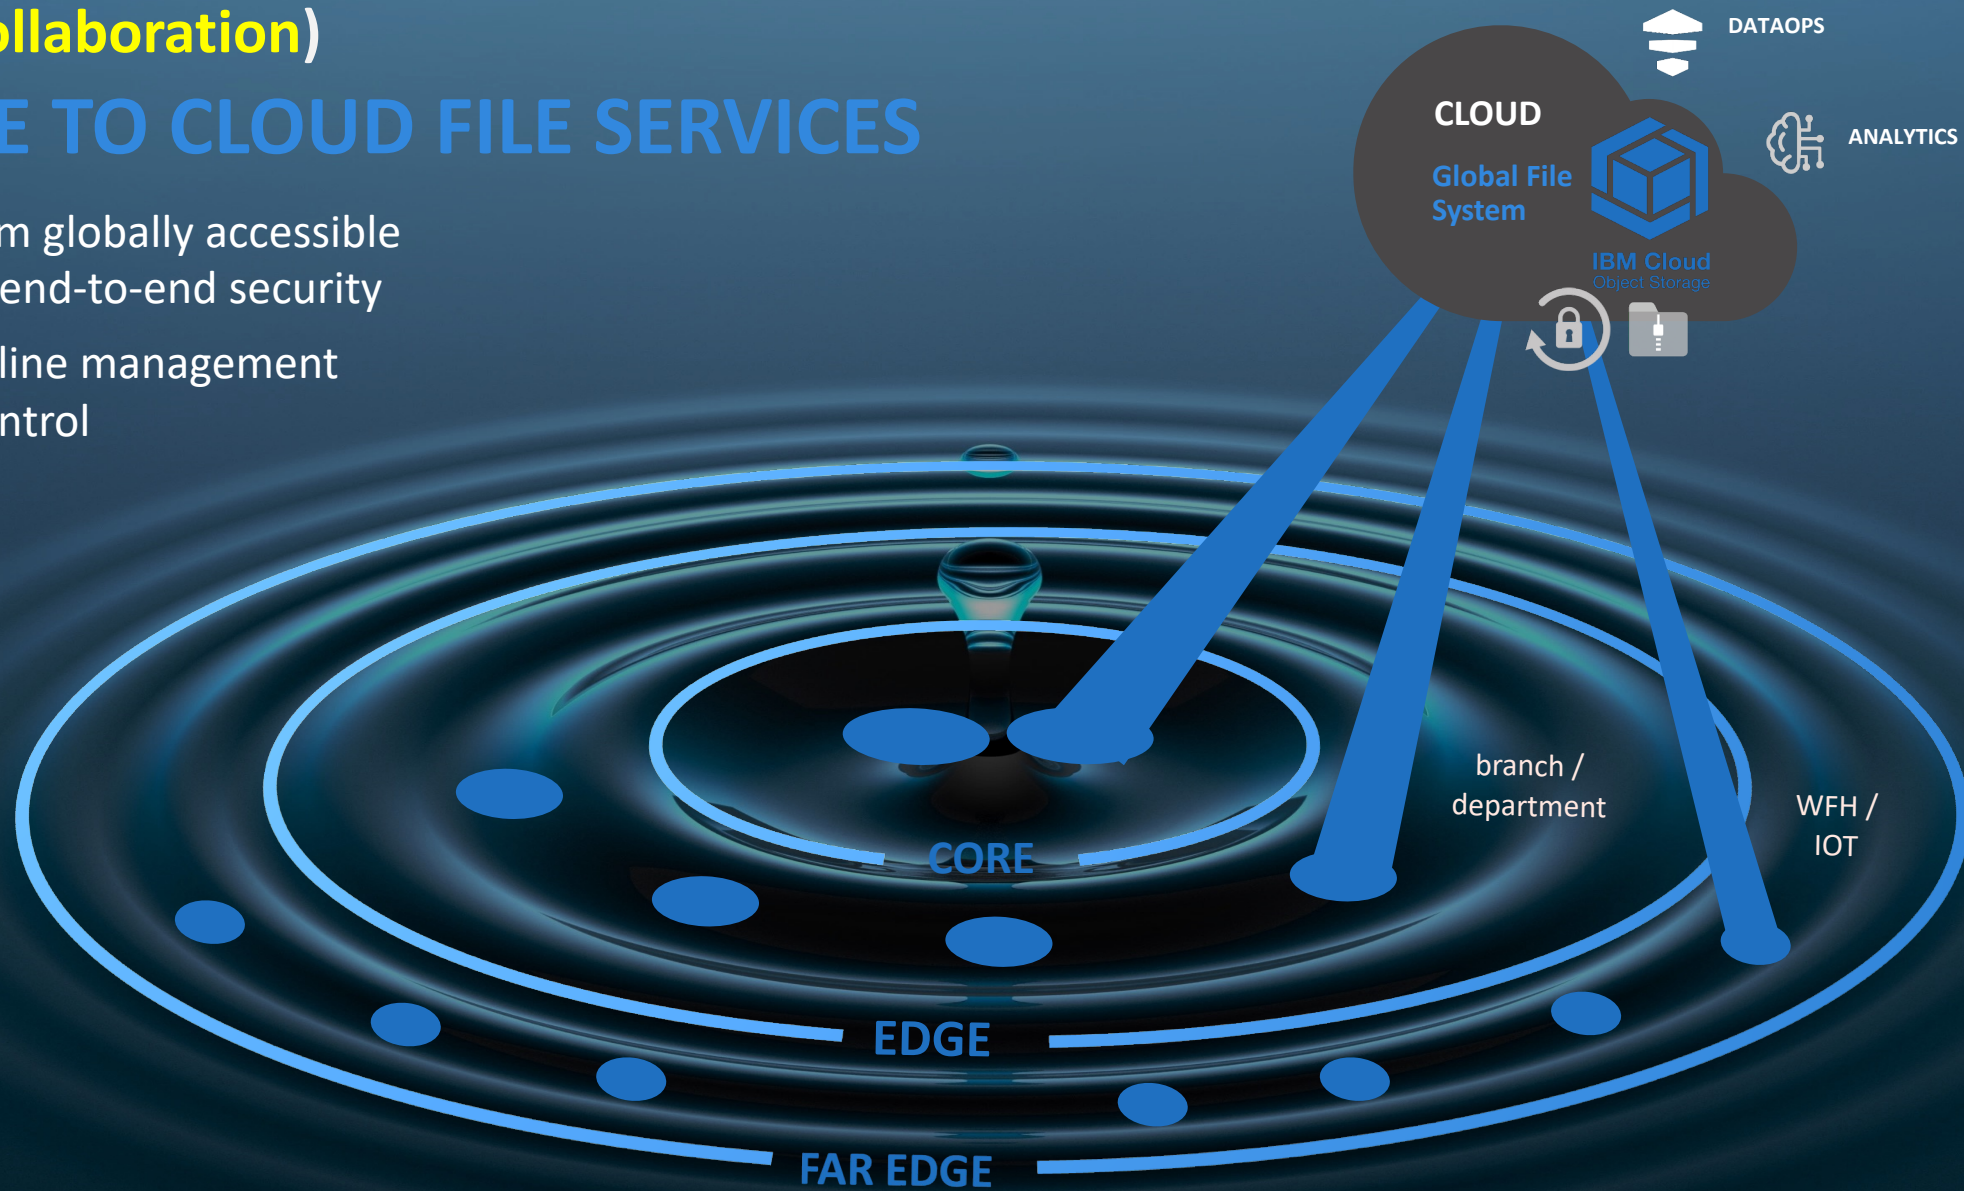 ollaboration)
E TO CLOUD FILE SERVICES
m globally accessible
end-to-end security
line management
ntrol
DATAOPS
ANALYTICS
CLOUD
Global File
System
IBM Cloud
Object Storage
branch /
department
WFH /
IOT
CORE
EDGE
FAR EDGE